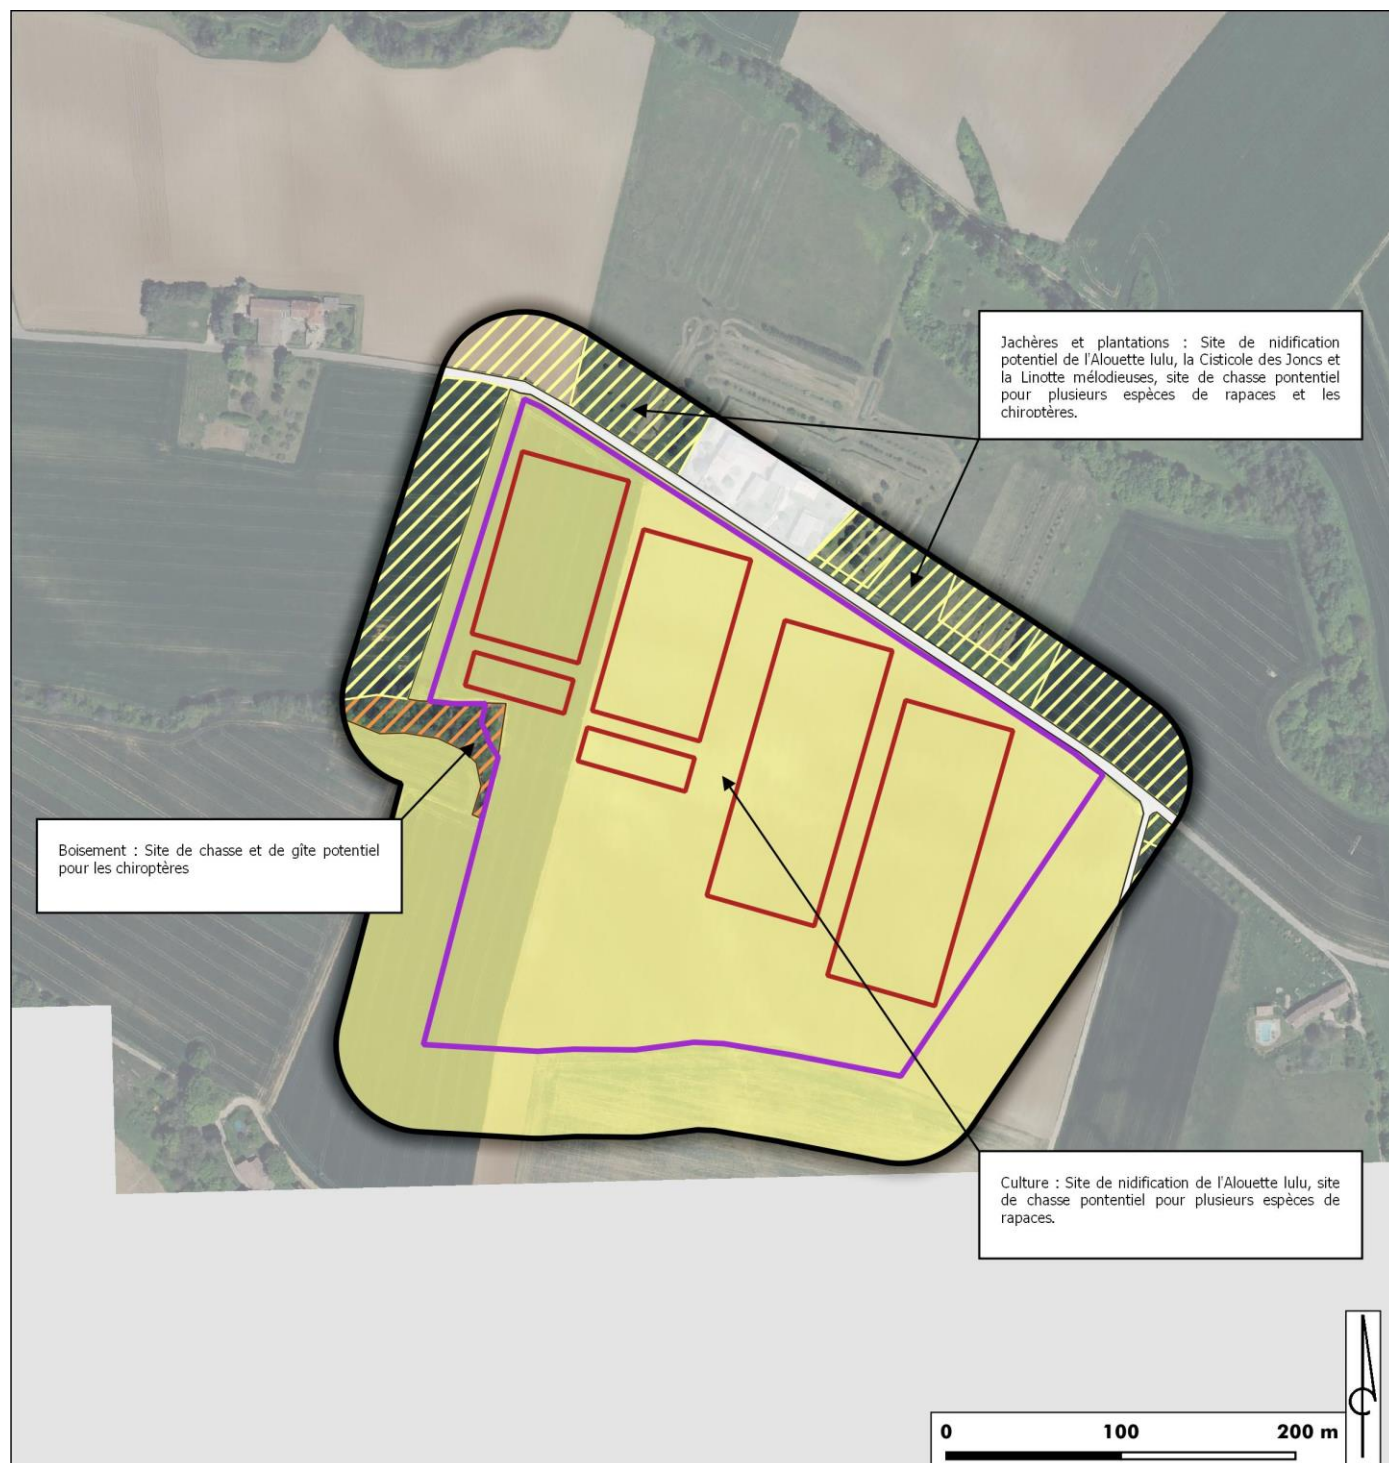 Jachères et plantations : Site de nidification
potentiel de l'Alouette lulu, la Cisticole des Joncs et
la Linotte mélodieuses, site de chasse pontentiel
pour plusieurs espèces de rapaces et les
chiroptères.
Boisement : Site de chasse et de gîte potentiel
pour les chiroptères
Culture : Site de nidification de l'Alouette lulu, site
de chasse pontentiel pour plusieurs espèces de
rapaces.
0 100 200 m